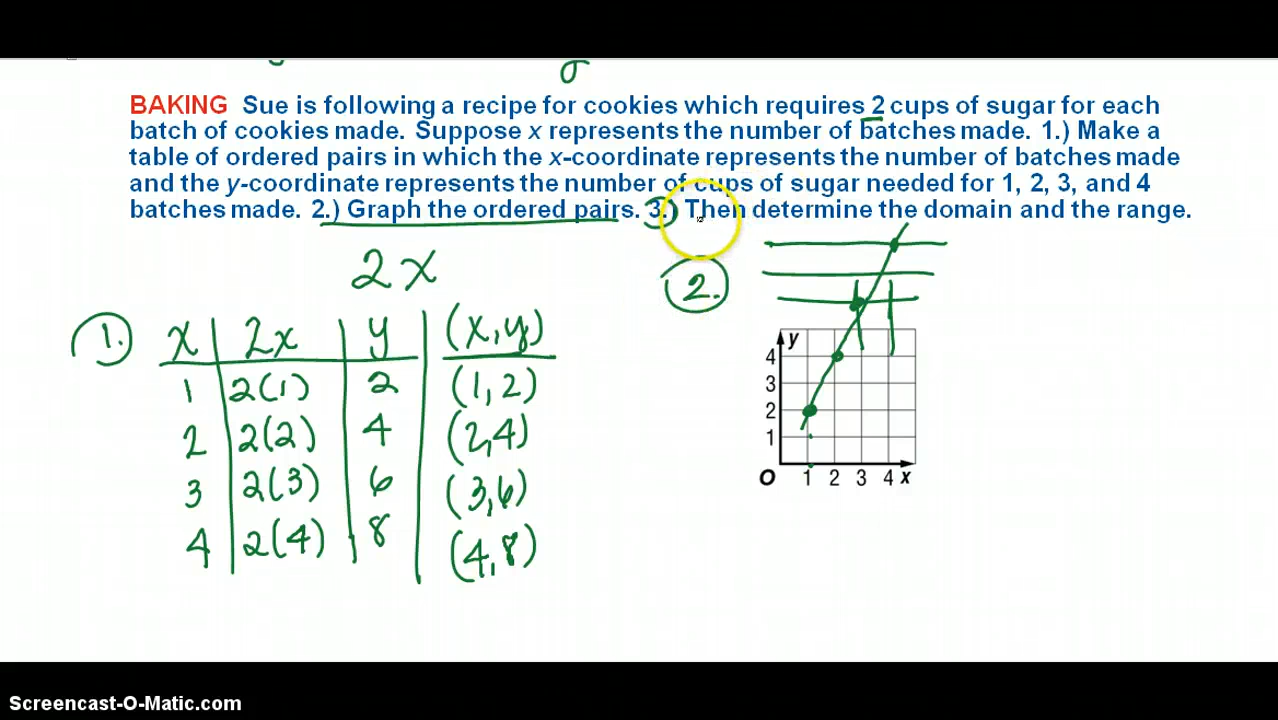 BAKING Sue is following a recipe for cookies which requires 2 cups of sugar for each
batch of cookies made. Suppose x represents the number of batches made. 1.) Make a
table of ordered pairs in which the x-coordinate represents the number of batches made
and the y-coordinate represents the number of cups of sugar needed for 1, 2, 3, and 4
batches made. 2.) Graph the ordered pairs. 3.) Then determine the domain and the range.
2x
1. x 2x y (x,y)
1 2(1) 2 (1,2)
2 2(2) 4 (2,4)
3 2(3) 6 (3,6)
4 2(4) 8 (4,8)
2.
y
4
3
2
1
O 1 2 3 4 x
Screencast-O-Matic.com